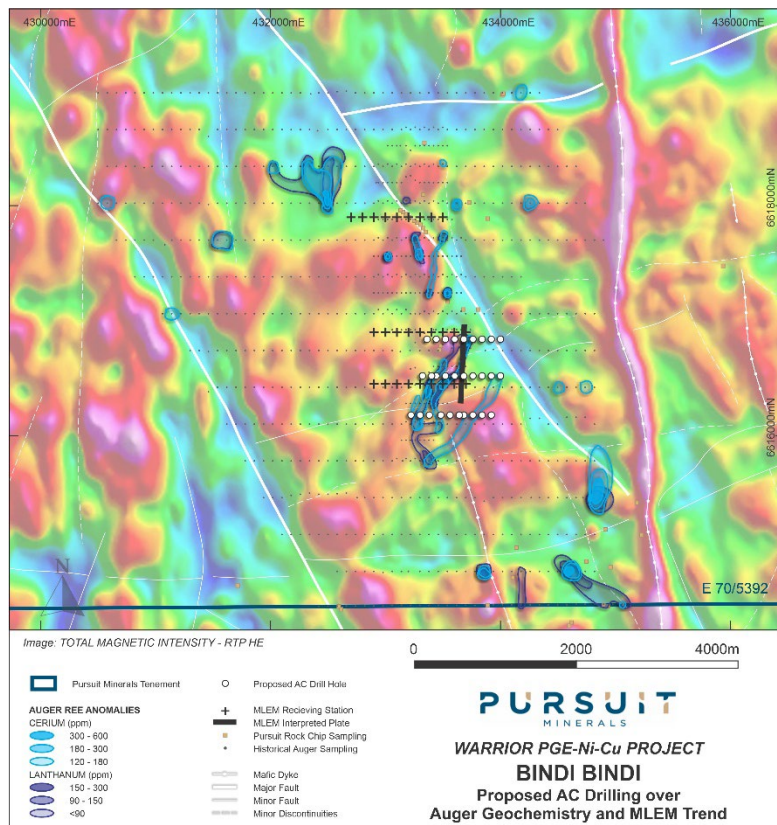 430000mE 432000mE 434000mE 436000mE
6618000mN
6616000mN
N
E 70/5392
Image: TOTAL MAGNETIC INTENSITY - RTP HE
0 2000 4000m
Pursuit Minerals Tenement
AUGER REE ANOMALIES
CERIUM (ppm)
300 - 600
180 - 300
120 - 180
LANTHANUM (ppm)
150 - 300
90 - 150
<90
Proposed AC Drill Hole
MLEM Recieving Station
MLEM Interpreted Plate
Pursuit Rock Chip Sampling
Historical Auger Sampling
Mafic Dyke
Major Fault
Minor Fault
Minor Discontinuities
PURSUIT
MINERALS
WARRIOR PGE-Ni-Cu PROJECT
BINDI BINDI
Proposed AC Drilling over
Auger Geochemistry and MLEM Trend